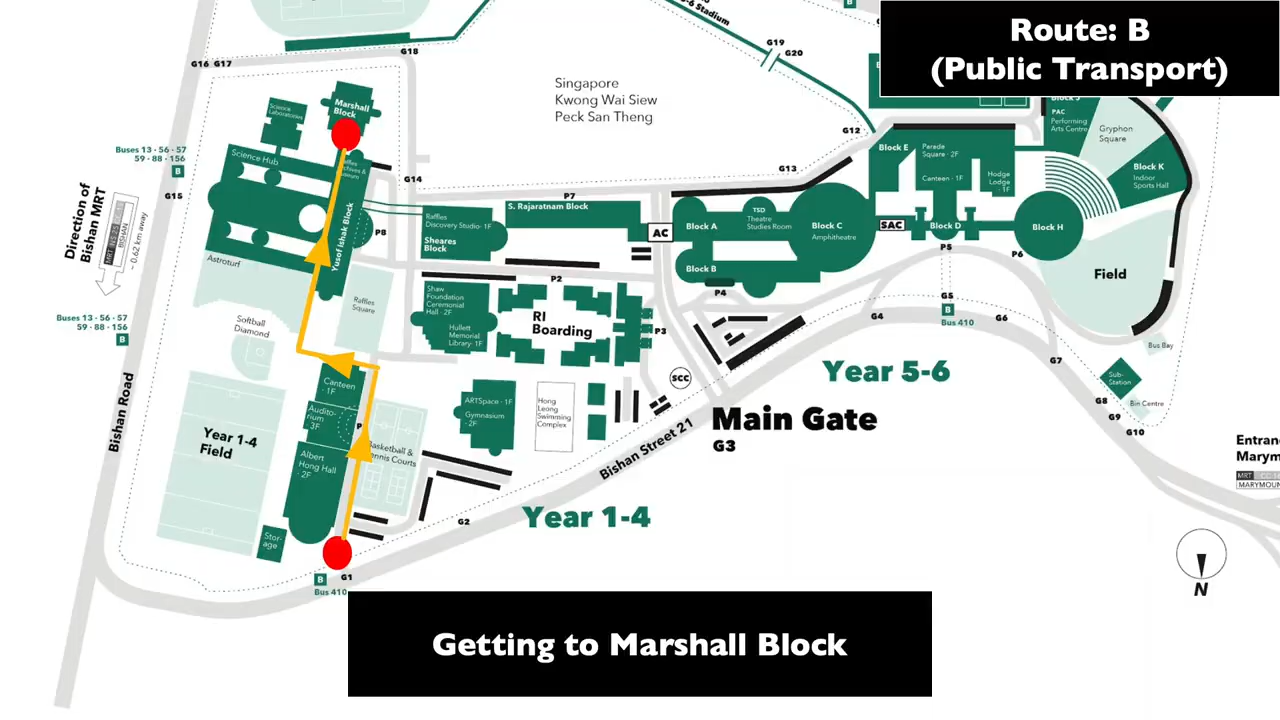 Route: B
(Public Transport)
-6 Stadium
G19
G20
G18
G16 G17
Singapore
Kwong Wai Siew
Peck San Theng
Marshall
Block
Science
Laboratories
G12
Block E
Parade
Square · 2F
Canteen · 1F
Hodge
Lodge
· 1F
PAC
Performing
Arts Centre
Gryphon
Square
Block K
Indoor
Sports Hall
Buses 13 · 56 · 57
59 · 88 · 156
B
G15
Science Hub
G14
G13
P7
Direction of
Bishan MRT
BISHAN
~ 0.62 km away
Yusof Ishak Block
P8
Raffles
Discovery Studio · 1F
Sheares
Block
S. Rajaratnam Block
AC
Block A
TSD
Theatre
Studies Room
Block C
Amphitheatre
SAC
Block D
Block H
P5
P6
Field
Block B
P4
Astroturf
P2
Raffles
Square
Shaw
Foundation
Ceremonial
Hall · 2F
Hullett
Memorial
Library · 1F
RI
Boarding
P3
G5
B
Bus 410
G4
G6
G7
Buses 13 · 56 · 57
59 · 88 · 156
B
Softball
Diamond
Bus Bay
Sub-
Station
Bin Centre
G8
G9
G10
Year 5-6
SCC
Canteen
· 1F
Audito-
rium
· 3F
P
ARTSpace · 1F
Gymnasium
· 2F
Hong
Leong
Swimming
Complex
Main Gate
G3
Bishan Road
Year 1-4
Field
Albert
Hong Hall
· 2F
Basketball &
Tennis Courts
Bishan Street 21
Entran
Marym
MRT
MARYMOUN
G2
Year 1-4
Stor-
age
B
G1
Bus 410
N
Getting to Marshall Block